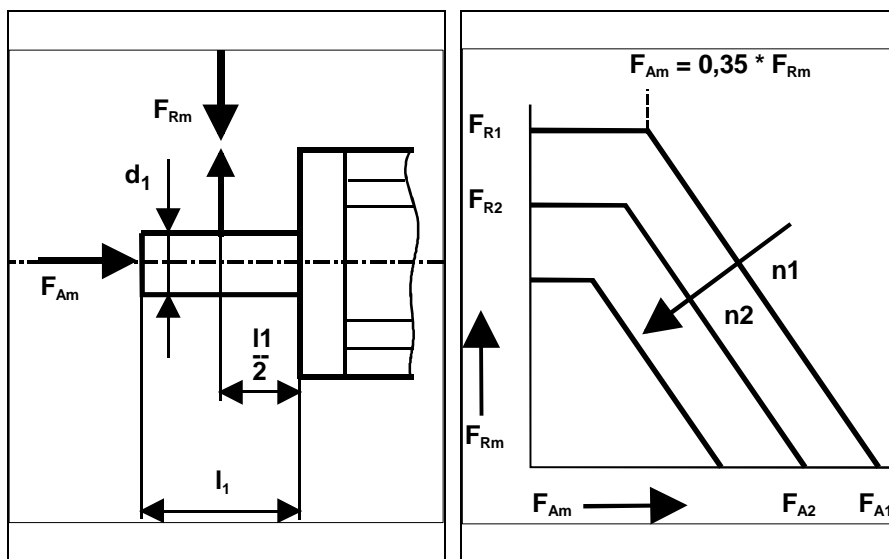 F_Rm
d_1
F_Am
l1
--
2
l_1
F_Am = 0,35 * F_Rm
F_R1
F_R2
n1
n2
F_Rm
F_Am
F_A2
F_A1